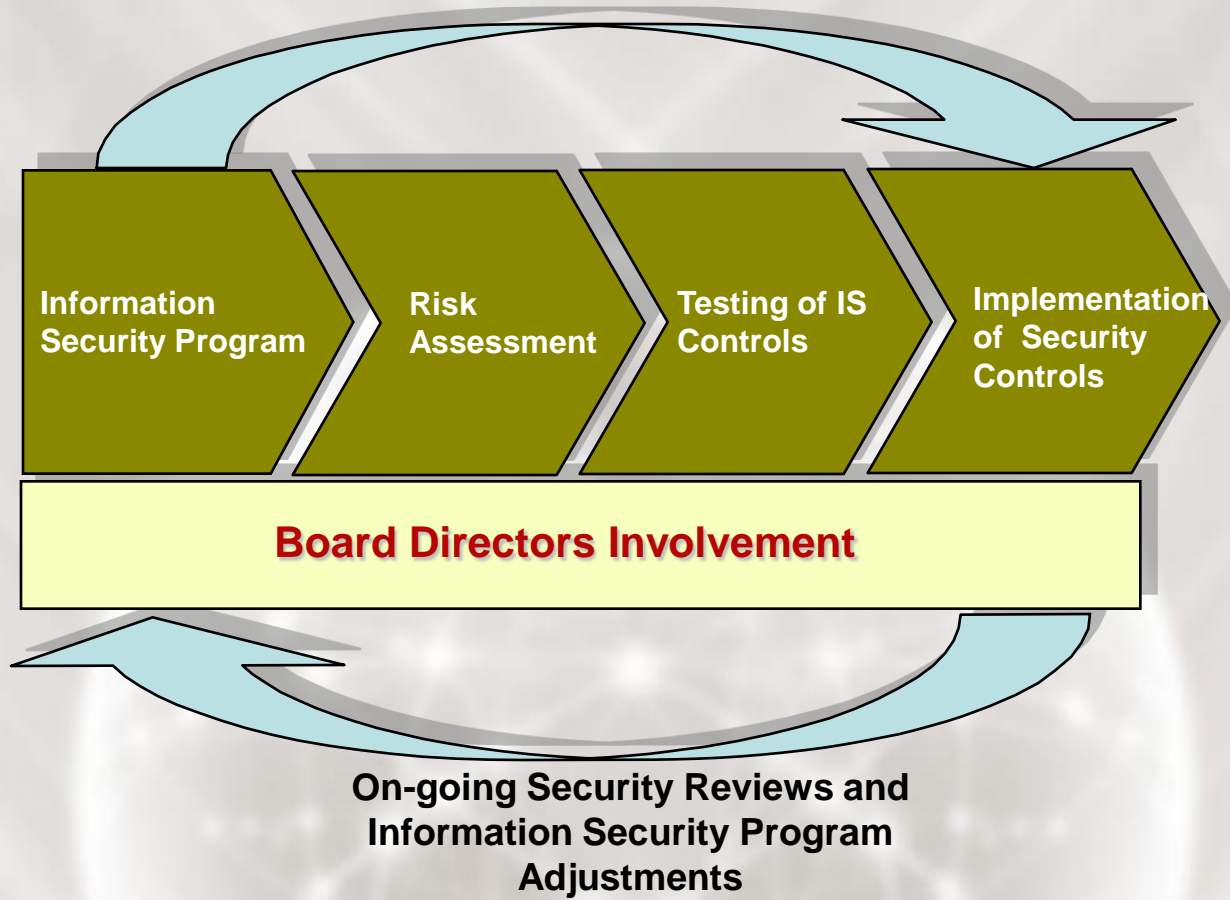 Information
Security Program
Risk
Assessment
Testing of IS
Controls
Implementation
of Security
Controls
Board Directors Involvement
On-going Security Reviews and
Information Security Program
Adjustments